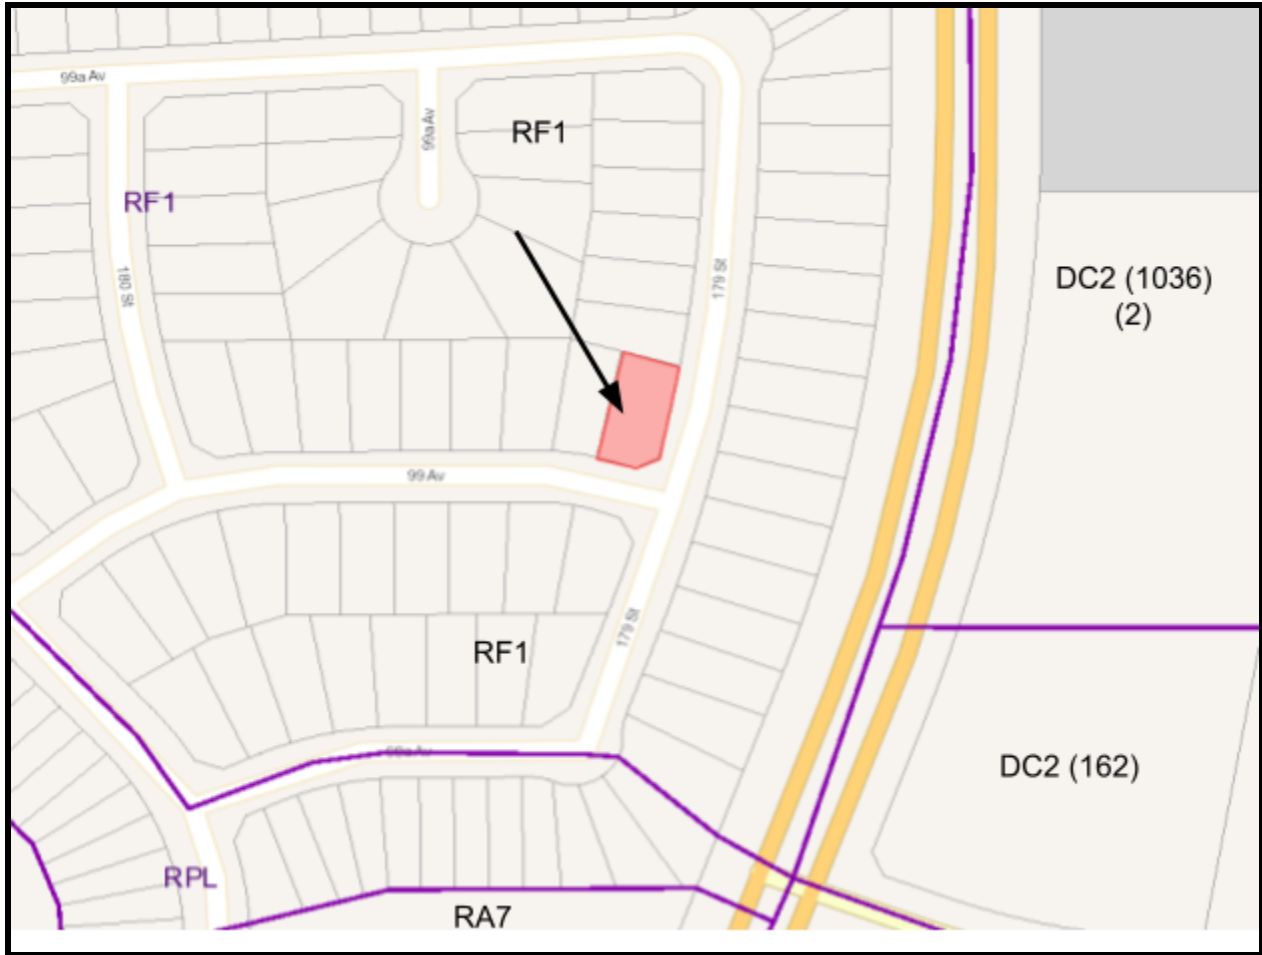 99a Av
99a Av
RF1
RF1
180 St
179 St
DC2 (1036)
(2)
99 Av
179 St
RF1
DC2 (162)
RPL
RA7